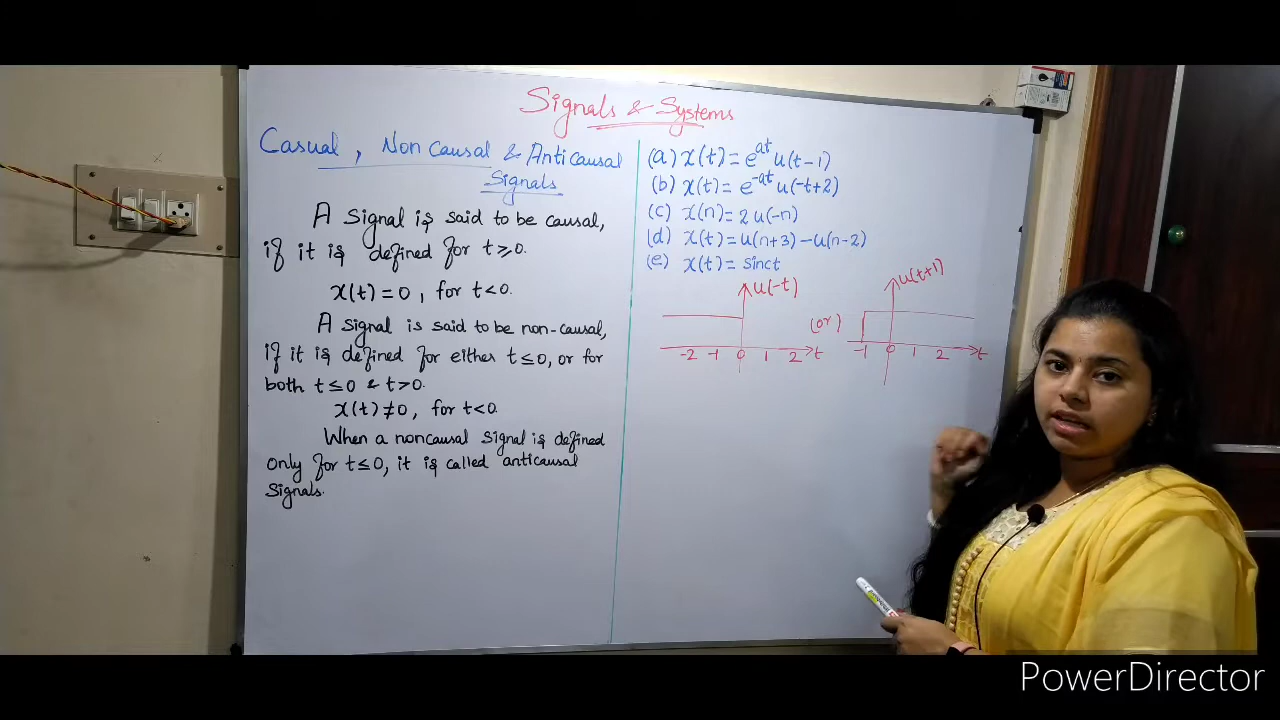 Signals & Systems
Casual, Non Causal & Anticausal
Signals
A signal is said to be causal,
if it is defined for t≥0.
x(t)=0, for t<0.
A signal is said to be non-causal,
if it is defined for either t≤0, or for
both t≤0 & t>0.
x(t)≠0, for t<0.
When a noncausal signal is defined
only for t≤0, it is called anticausal
signals.
(a) x(t)=e^at u(t-1)
(b) x(t)=e^-at u(-t+2)
(c) x(n)=2u(-n)
(d) x(t)=u(n+3)-u(n-2)
(e) x(t)=sinct
u(-t)
-2 -1 0 1 2 t
(or)
u(t+1)
-1 0 1 2 t
PowerDirector